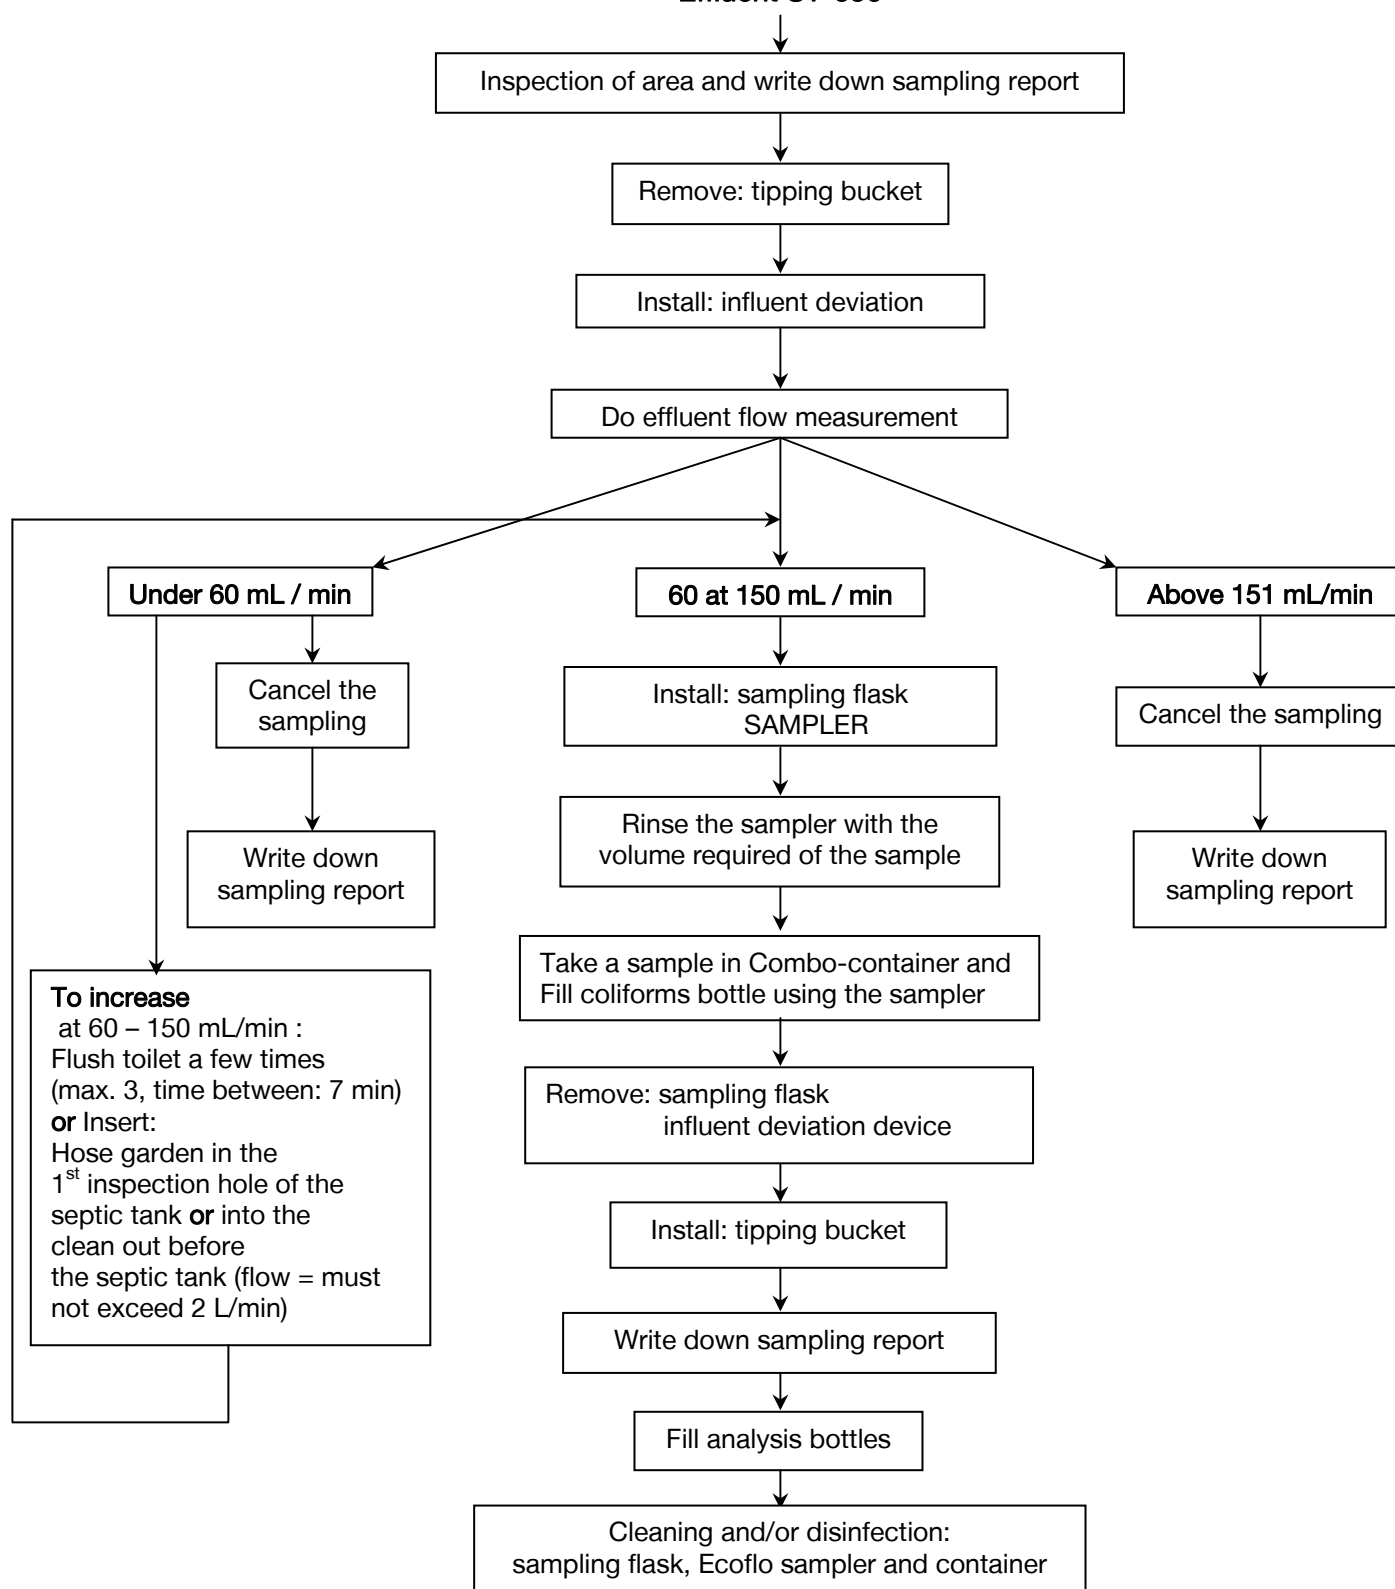 Inspection of area and write down sampling report
Remove: tipping bucket
Install: influent deviation
Do effluent flow measurement
Under 60 mL / min
Cancel the
sampling
Write down
sampling report
To increase
at 60 – 150 mL/min :
Flush toilet a few times
(max. 3, time between: 7 min)
or Insert:
Hose garden in the
1st inspection hole of the
septic tank or into the
clean out before
the septic tank (flow = must
not exceed 2 L/min)
60 at 150 mL / min
Install: sampling flask
SAMPLER
Rinse the sampler with the
volume required of the sample
Take a sample in Combo-container and
Fill coliforms bottle using the sampler
Remove: sampling flask
influent deviation device
Install: tipping bucket
Write down sampling report
Fill analysis bottles
Cleaning and/or disinfection:
sampling flask, Ecoflo sampler and container
Above 151 mL/min
Cancel the sampling
Write down
sampling report